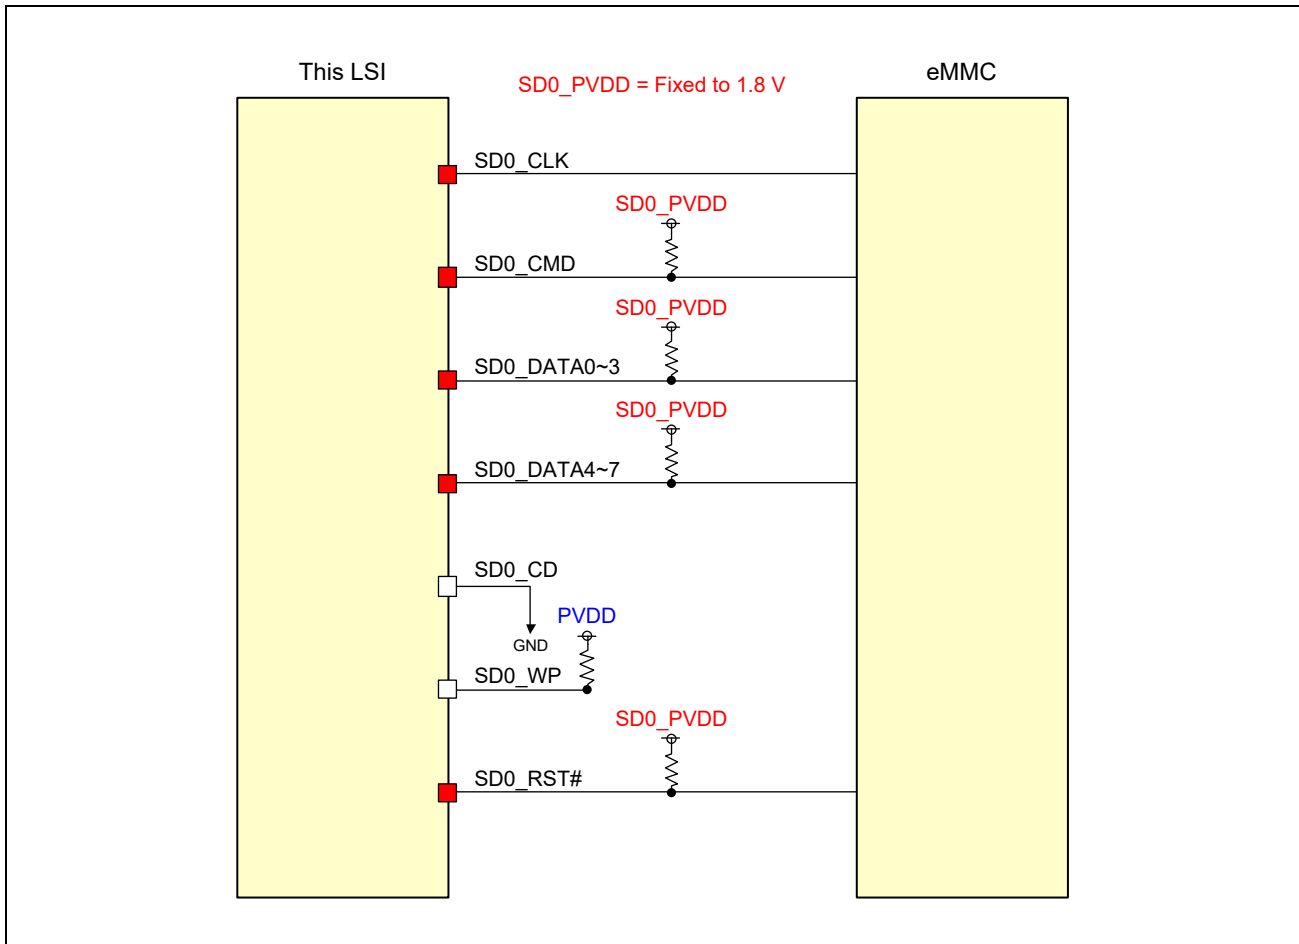 This LSI
SD0_PVDD = Fixed to 1.8 V
eMMC
SD0_CLK
SD0_PVDD
SD0_CMD
SD0_PVDD
SD0_DATA0~3
SD0_PVDD
SD0_DATA4~7
SD0_CD
PVDD
GND
SD0_WP
SD0_PVDD
SD0_RST#